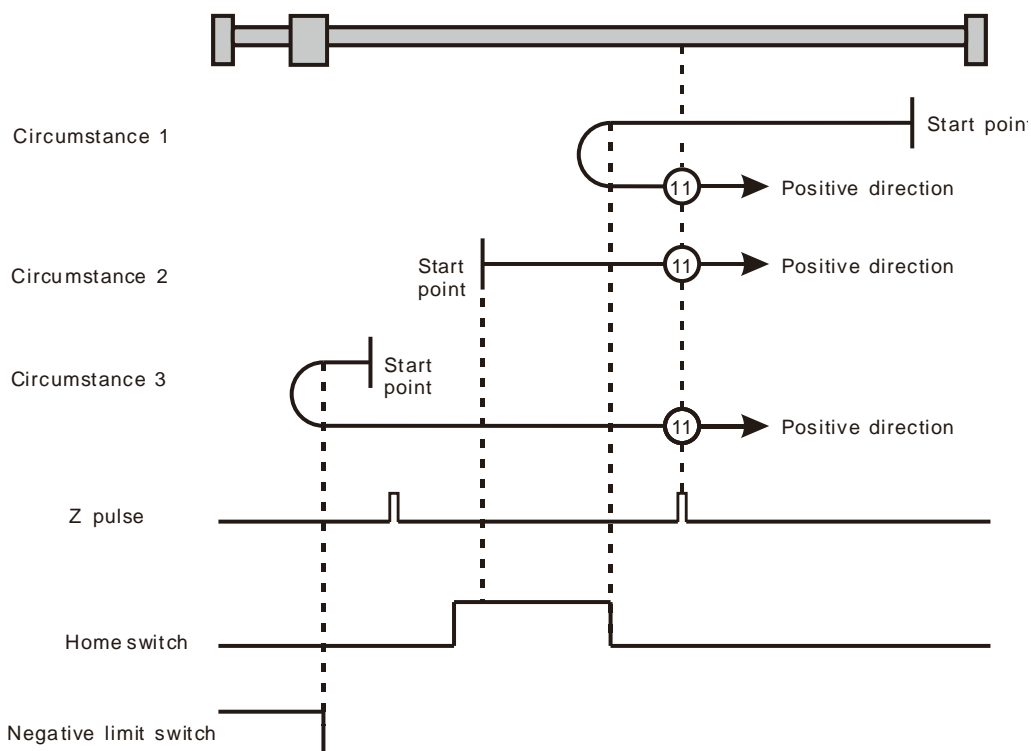 Circumstance 1
Start point
11
Positive direction
Circumstance 2
Start
point
11
Positive direction
Circumstance 3
Start
point
11
Positive direction
Z pulse
Home switch
Negative limit switch